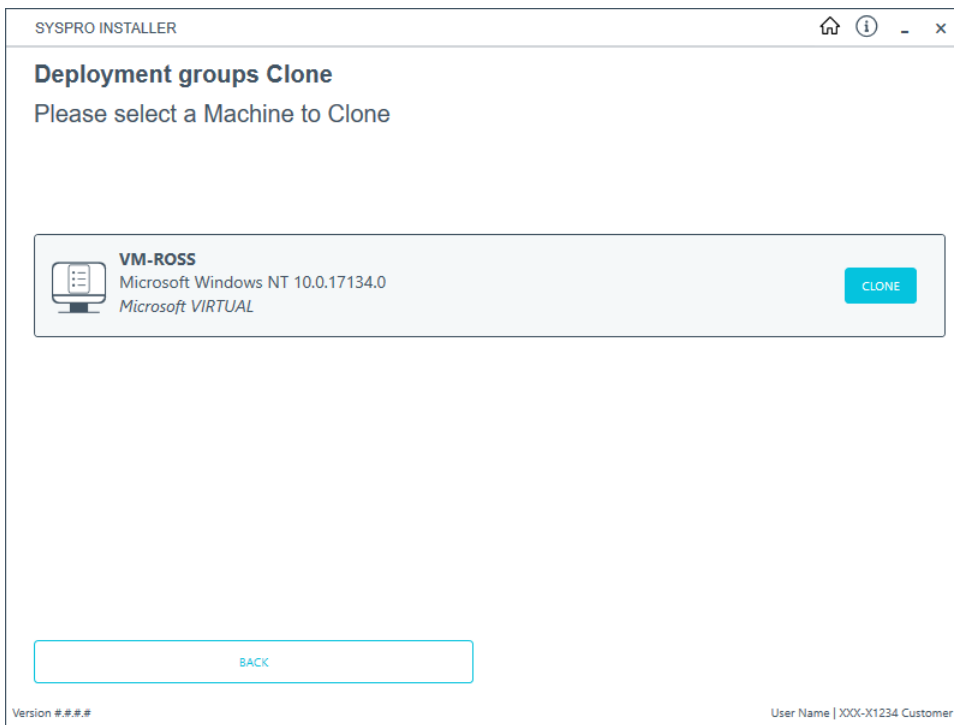 SYSPRO INSTALLER
Deployment groups Clone
Please select a Machine to Clone
VM-ROSS
Microsoft Windows NT 10.0.17134.0
Microsoft VIRTUAL
CLONE
BACK
Version #.#.#.#
User Name | XXX-X1234 Customer